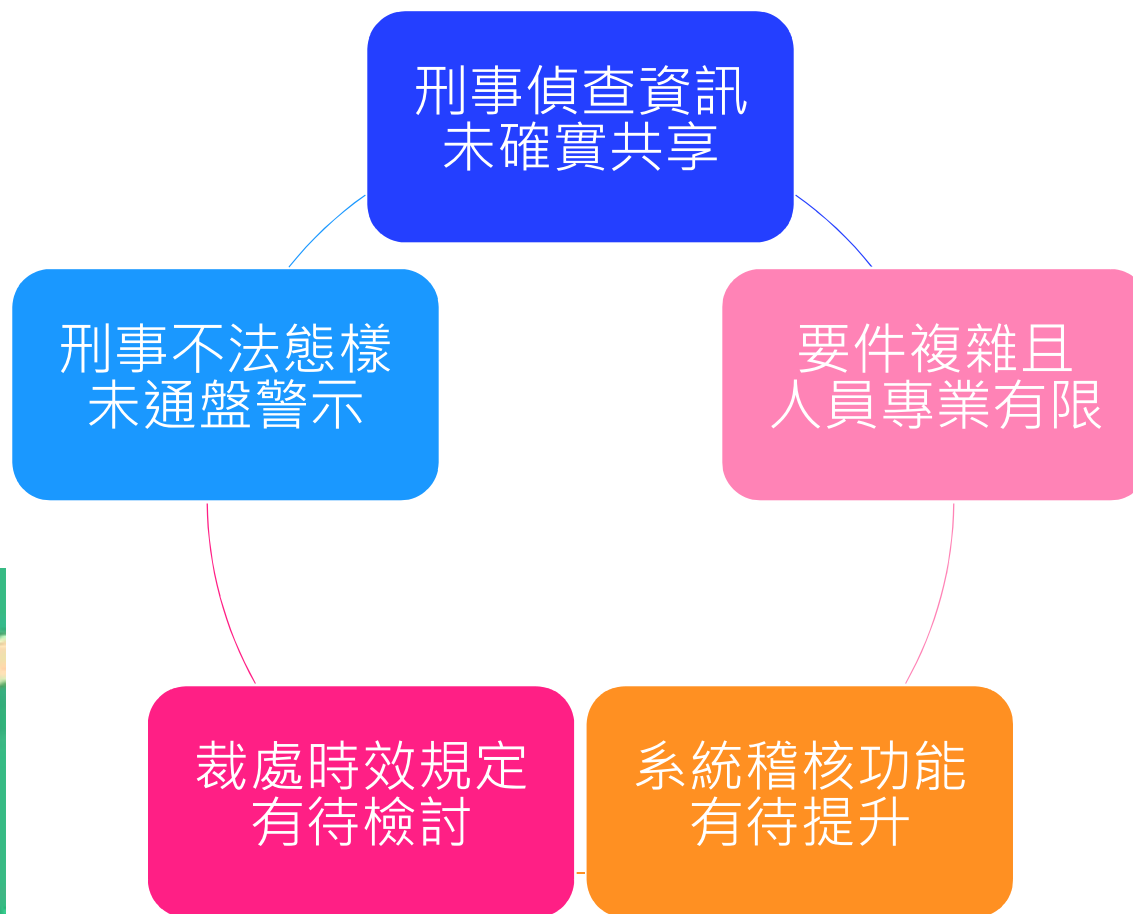 刑事偵查資訊
未確實共享
要件複雜且
人員專業有限
系統稽核功能
有待提升
裁處時效規定
有待檢討
刑事不法態樣
未通盤警示